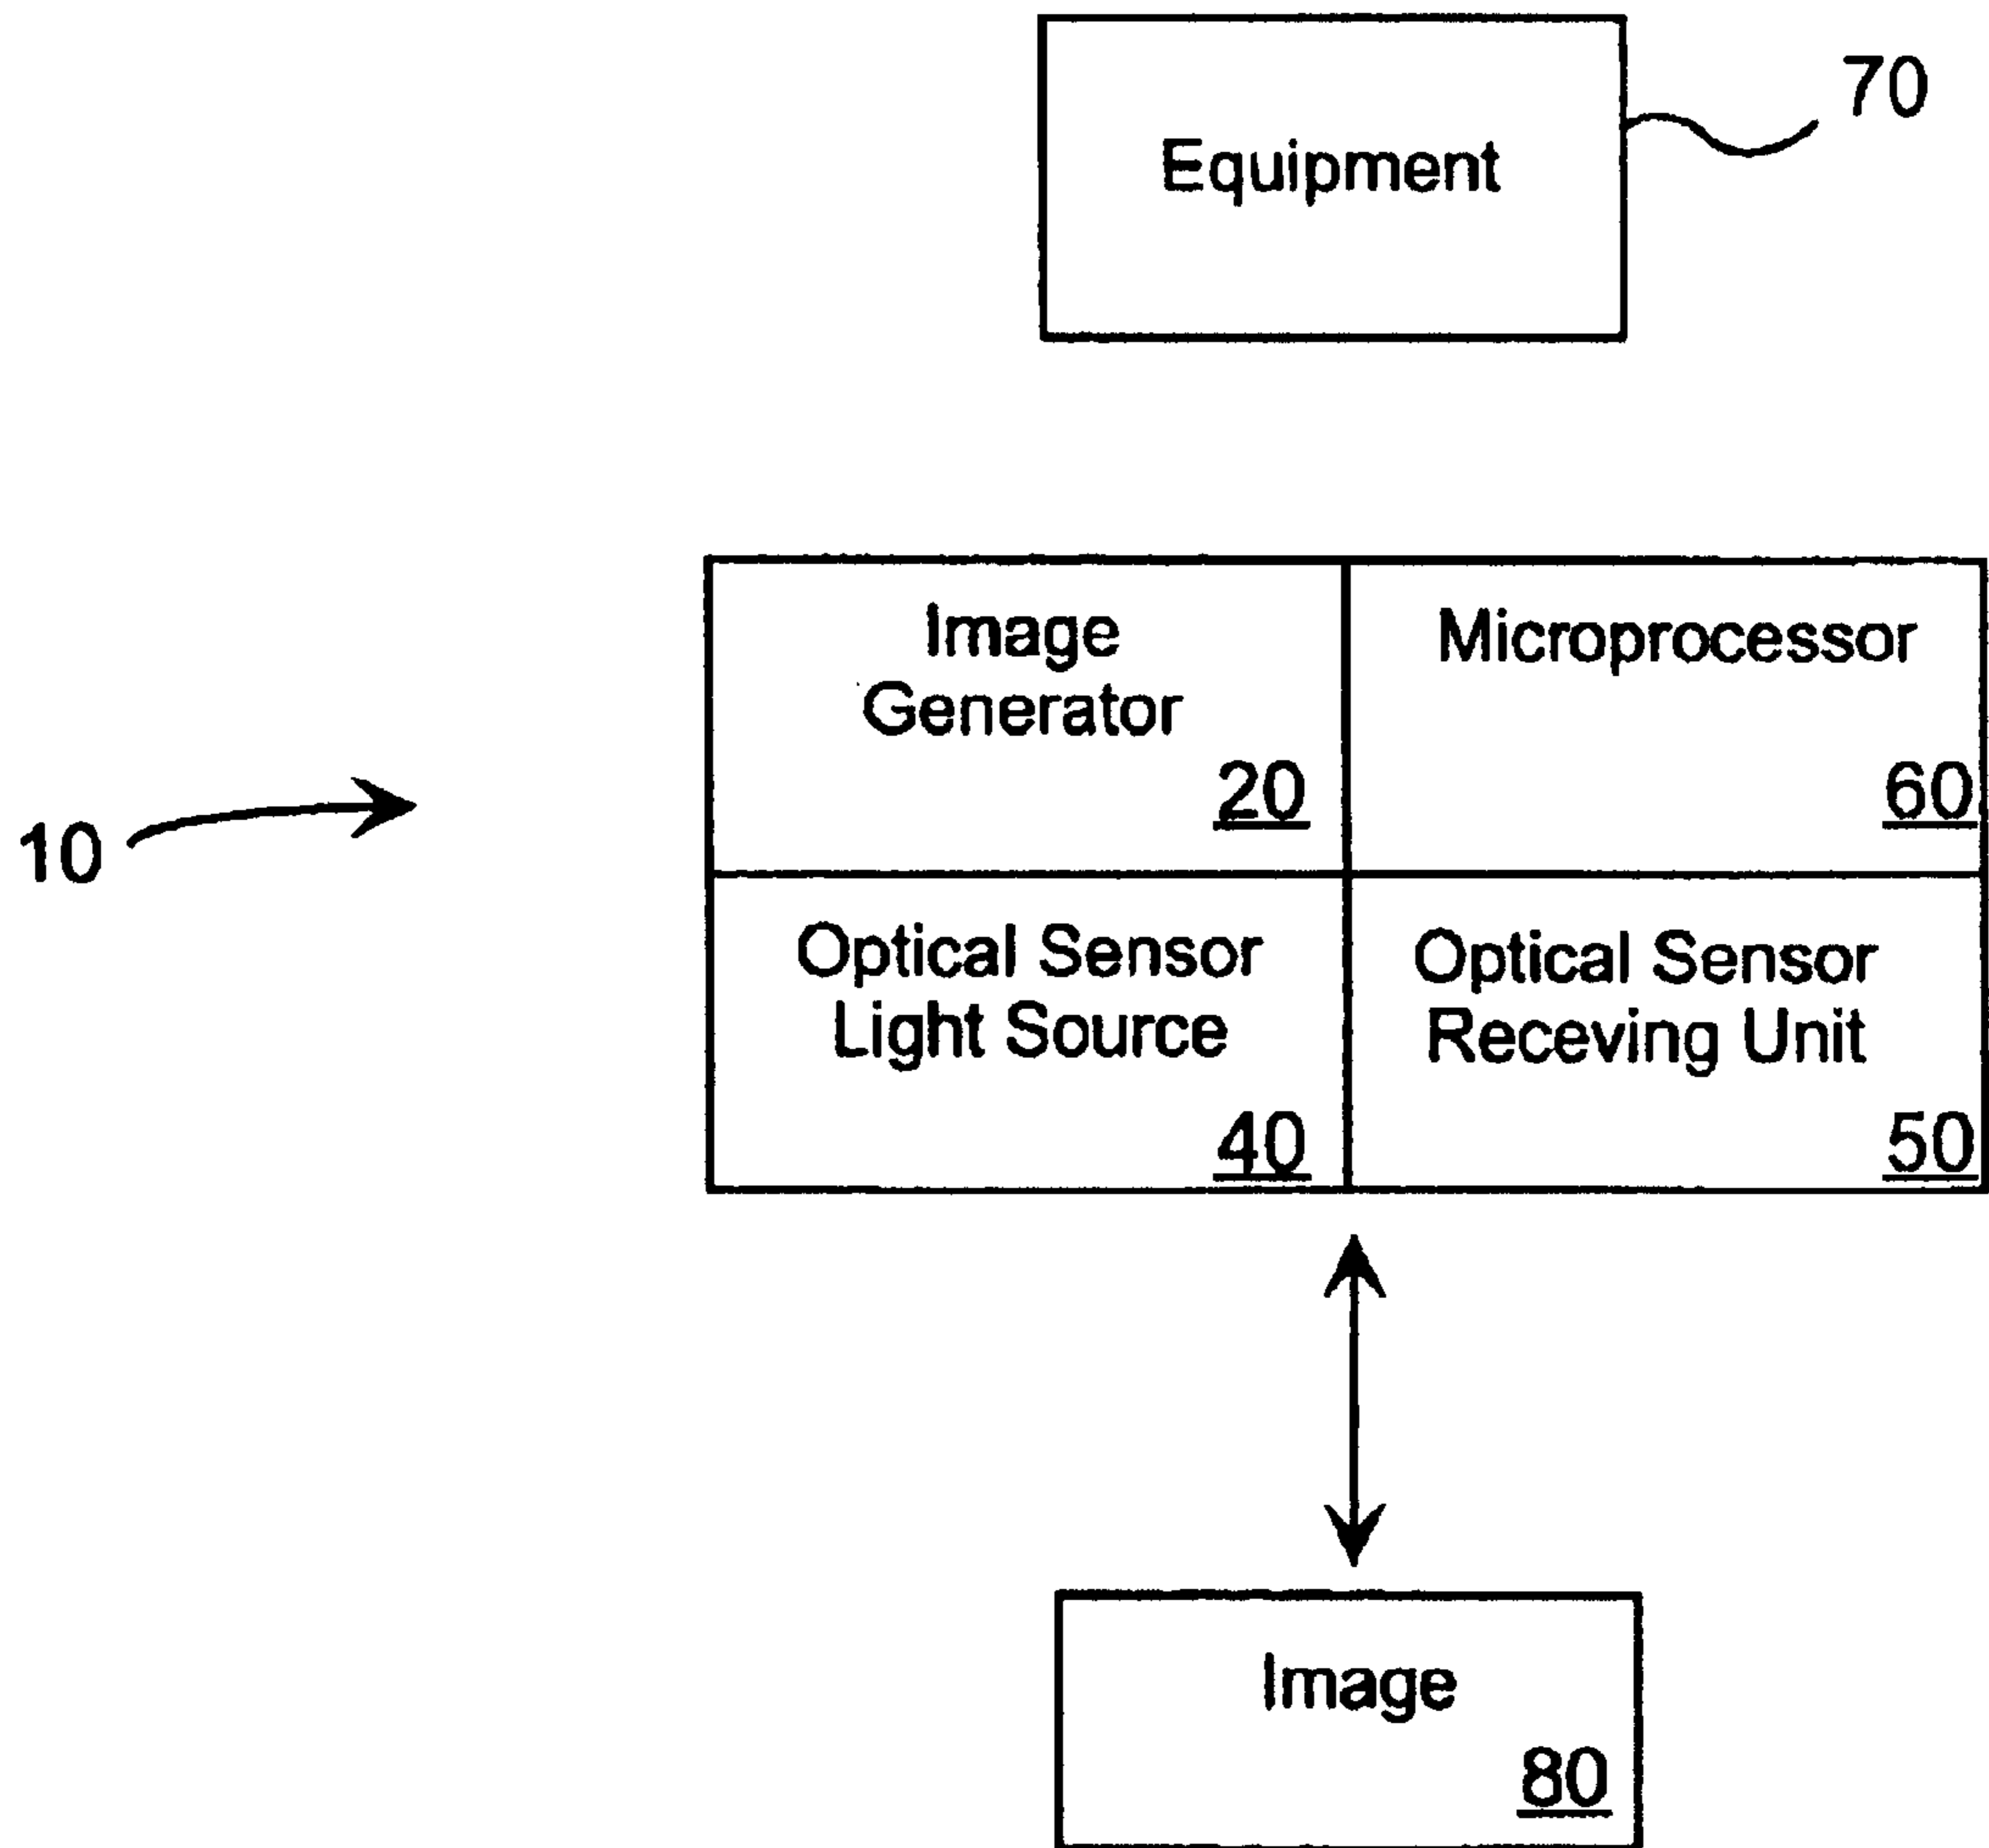 70
Equipment
Image
Generator
20
Microprocessor
60
10
Optical Sensor
Light Source
40
Optical Sensor
Receving Unit
50
Image
80